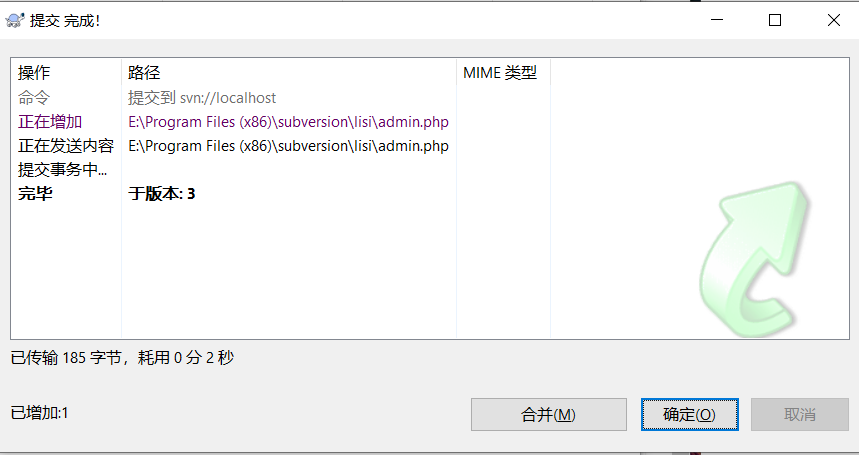 提交 完成!
操作 路径 MIME 类型
命令 提交到 svn://localhost
正在增加 E:\Program Files (x86)\subversion\lisi\admin.php
正在发送内容 E:\Program Files (x86)\subversion\lisi\admin.php
提交事务中...
完毕 于版本: 3
已传输 185 字节，耗用 0 分 2 秒
已增加:1
合并(M) 确定(O) 取消